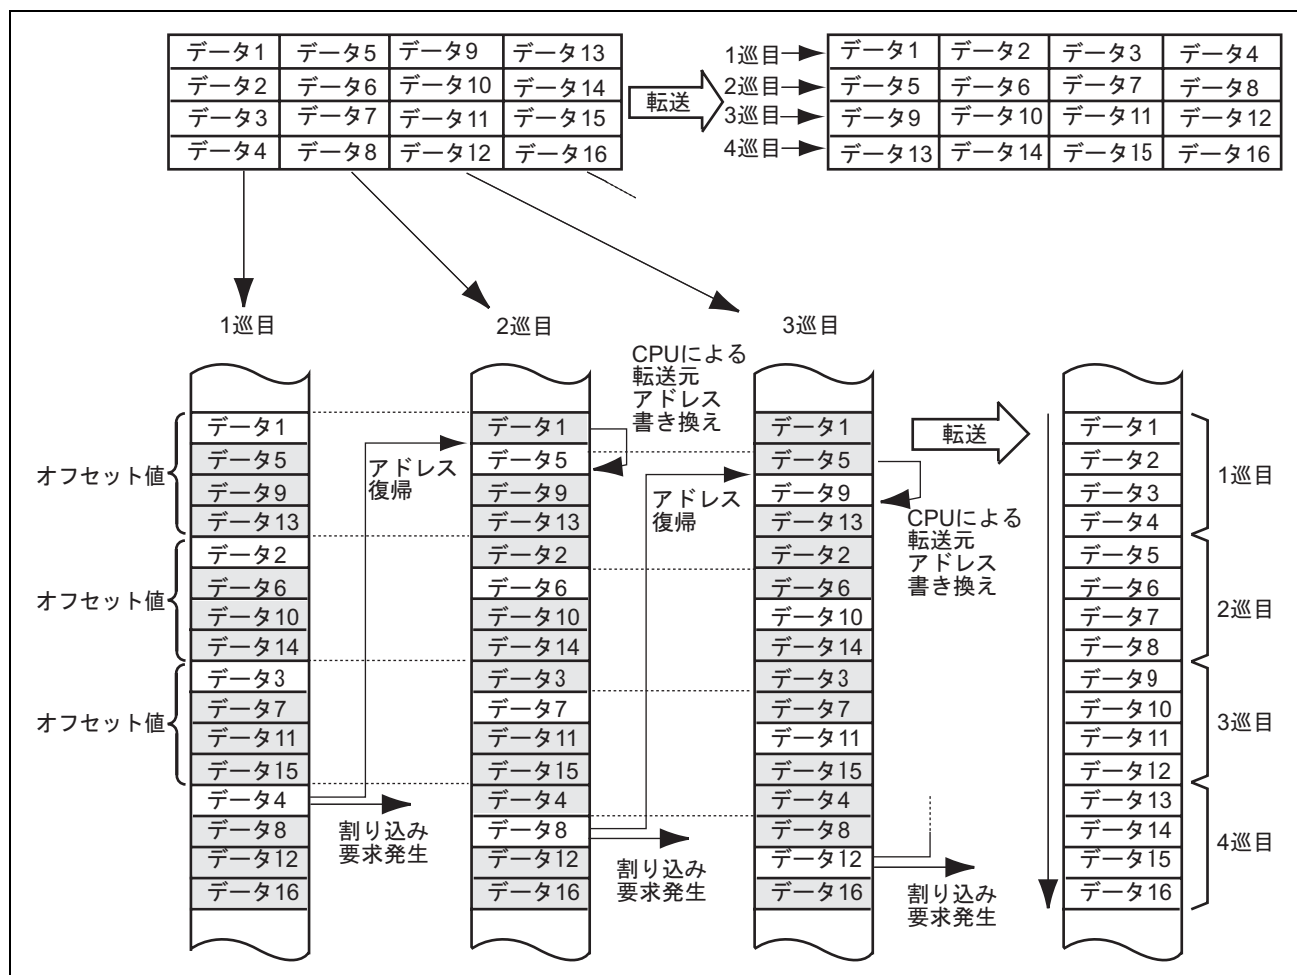 データ1 データ5 データ9 データ13
データ2 データ6 データ10 データ14
データ3 データ7 データ11 データ15
データ4 データ8 データ12 データ16
転送
1巡目 データ1 データ2 データ3 データ4
2巡目 データ5 データ6 データ7 データ8
3巡目 データ9 データ10 データ11 データ12
4巡目 データ13 データ14 データ15 データ16
1巡目
オフセット値
オフセット値
オフセット値
データ1
データ5
データ9
データ13
データ2
データ6
データ10
データ14
データ3
データ7
データ11
データ15
データ4
データ8
データ12
データ16
アドレス
復帰
割り込み
要求発生
2巡目
CPUによる
転送元
アドレス
書き換え
データ1
データ5
データ9
データ13
データ2
データ6
データ10
データ14
データ3
データ7
データ11
データ15
データ4
データ8
データ12
データ16
アドレス
復帰
割り込み
要求発生
3巡目
データ1
データ5
データ9
データ13
データ2
データ6
データ10
データ14
データ3
データ7
データ11
データ15
データ4
データ8
データ12
データ16
CPUによる
転送元
アドレス
書き換え
割り込み
要求発生
転送
データ1
データ2
データ3
データ4
データ5
データ6
データ7
データ8
データ9
データ10
データ11
データ12
データ13
データ14
データ15
データ16
1巡目
2巡目
3巡目
4巡目